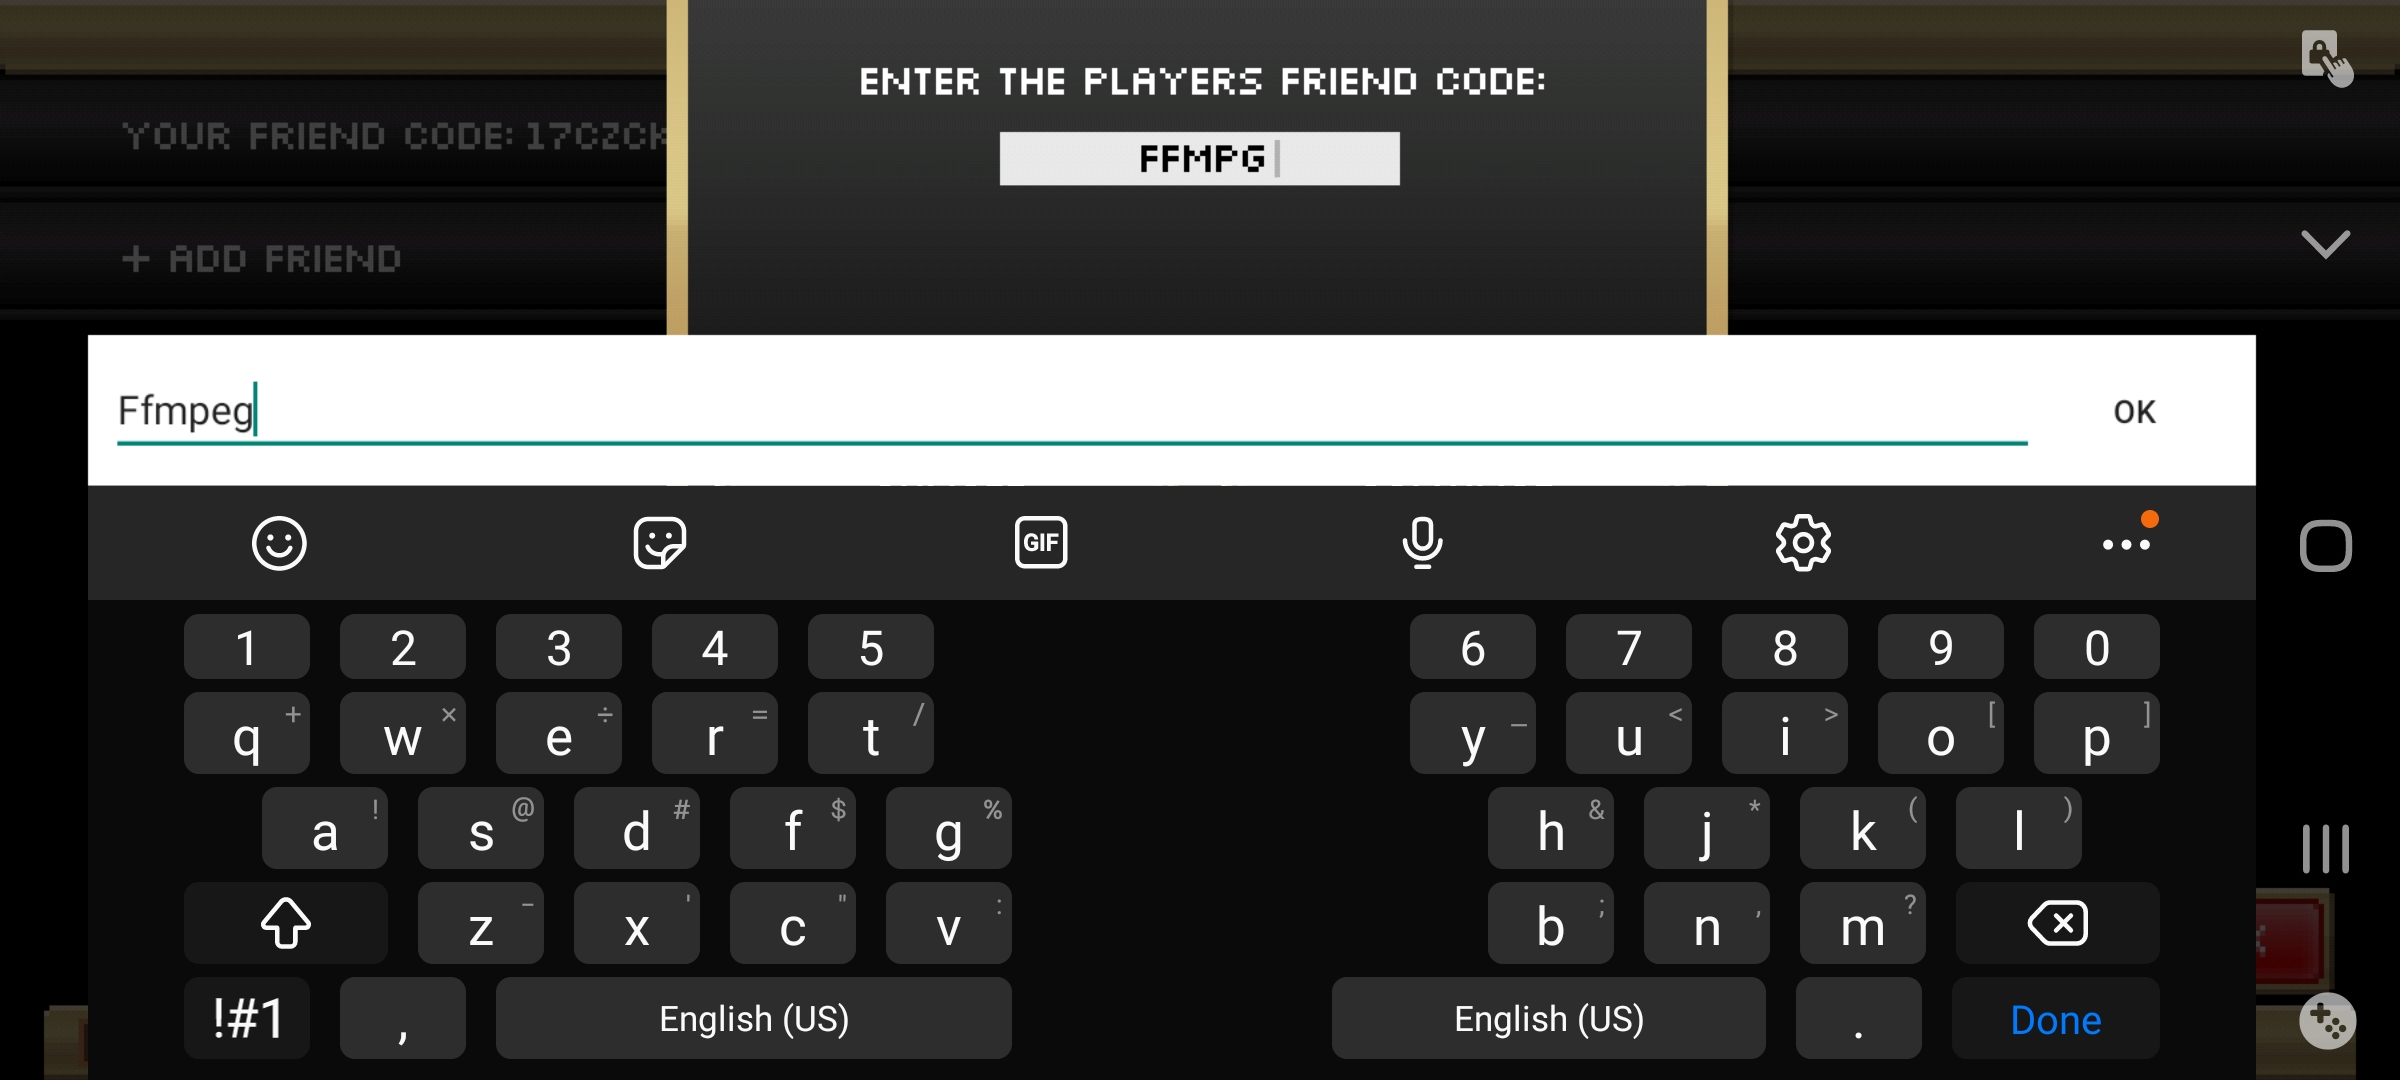 ENTER THE PLAYERS FRIEND CODE:
YOUR FRIEND CODE: 17CZCK
FFMPG
+ ADD FRIEND
Ffmpeg
OK
GIF
1 2 3 4 5 6 7 8 9 0
q + w × e ÷ r = t / y _ u < i > o [ p ]
a ! s @ d # f $ g % h & j * k ( l )
z - x ' c " v : b ; n , m ?
!#1 , English (US) English (US) . Done